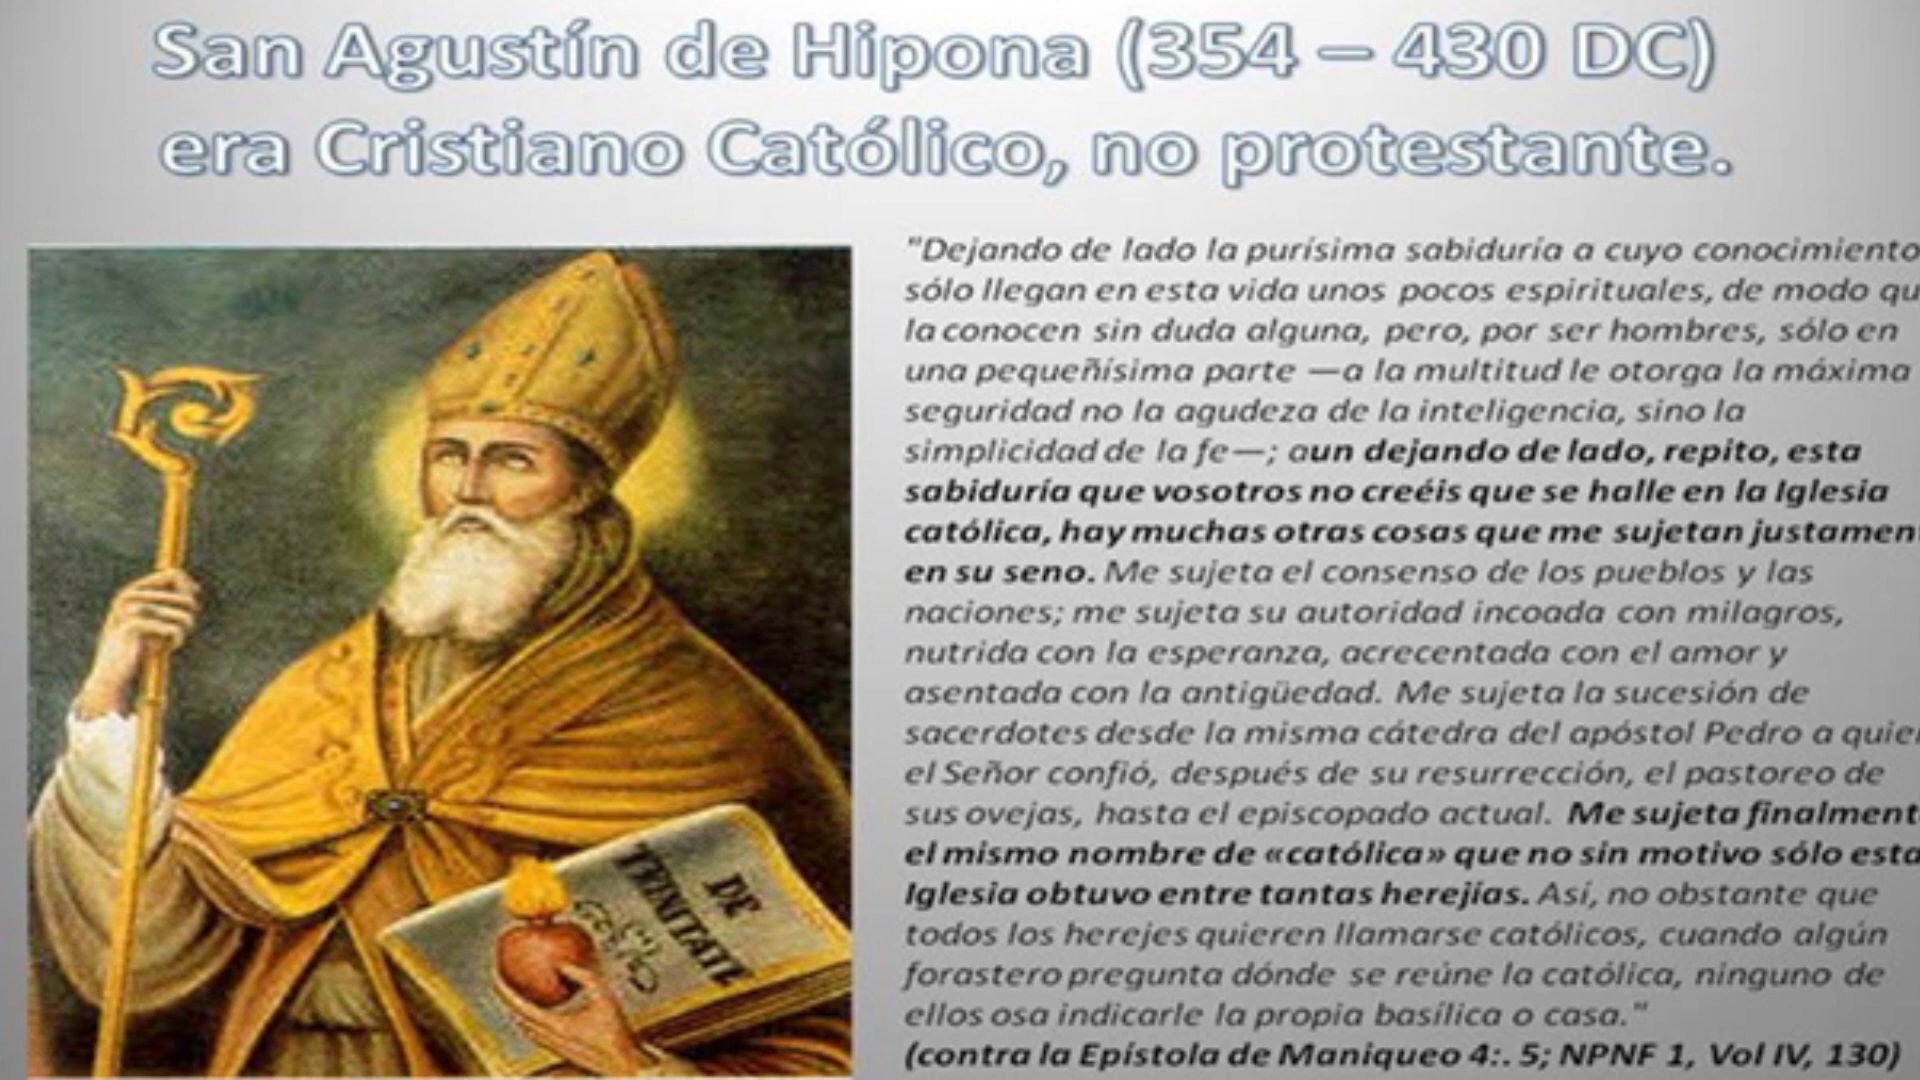 San Agustín de Hipona (354 – 430 DC)
era Cristiano Católico, no protestante.
"Dejando de lado la purísima sabiduría a cuyo conocimiento
sólo llegan en esta vida unos pocos espirituales, de modo qu
la conocen sin duda alguna, pero, por ser hombres, sólo en
una pequeñísima parte —a la multitud le otorga la máxima
seguridad no la agudeza de la inteligencia, sino la
simplicidad de la fe—; aun dejando de lado, repito, esta
sabiduría que vosotros no creéis que se halle en la Iglesia
católica, hay muchas otras cosas que me sujetan justament
en su seno. Me sujeta el consenso de los pueblos y las
naciones; me sujeta su autoridad incoada con milagros,
nutrida con la esperanza, acrecentada con el amor y
asentada con la antigüedad. Me sujeta la sucesión de
sacerdotes desde la misma cátedra del apóstol Pedro a quien
el Señor confió, después de su resurrección, el pastoreo de
sus ovejas, hasta el episcopado actual. Me sujeta finalment
el mismo nombre de «católica» que no sin motivo sólo esta
Iglesia obtuvo entre tantas herejías. Así, no obstante que
todos los herejes quieren llamarse católicos, cuando algún
forastero pregunta dónde se reúne la católica, ninguno de
ellos osa indicarle la propia basílica o casa."
(contra la Epístola de Maniqueo 4:. 5; NPNF 1, Vol IV, 130)
DE
TRINITATE